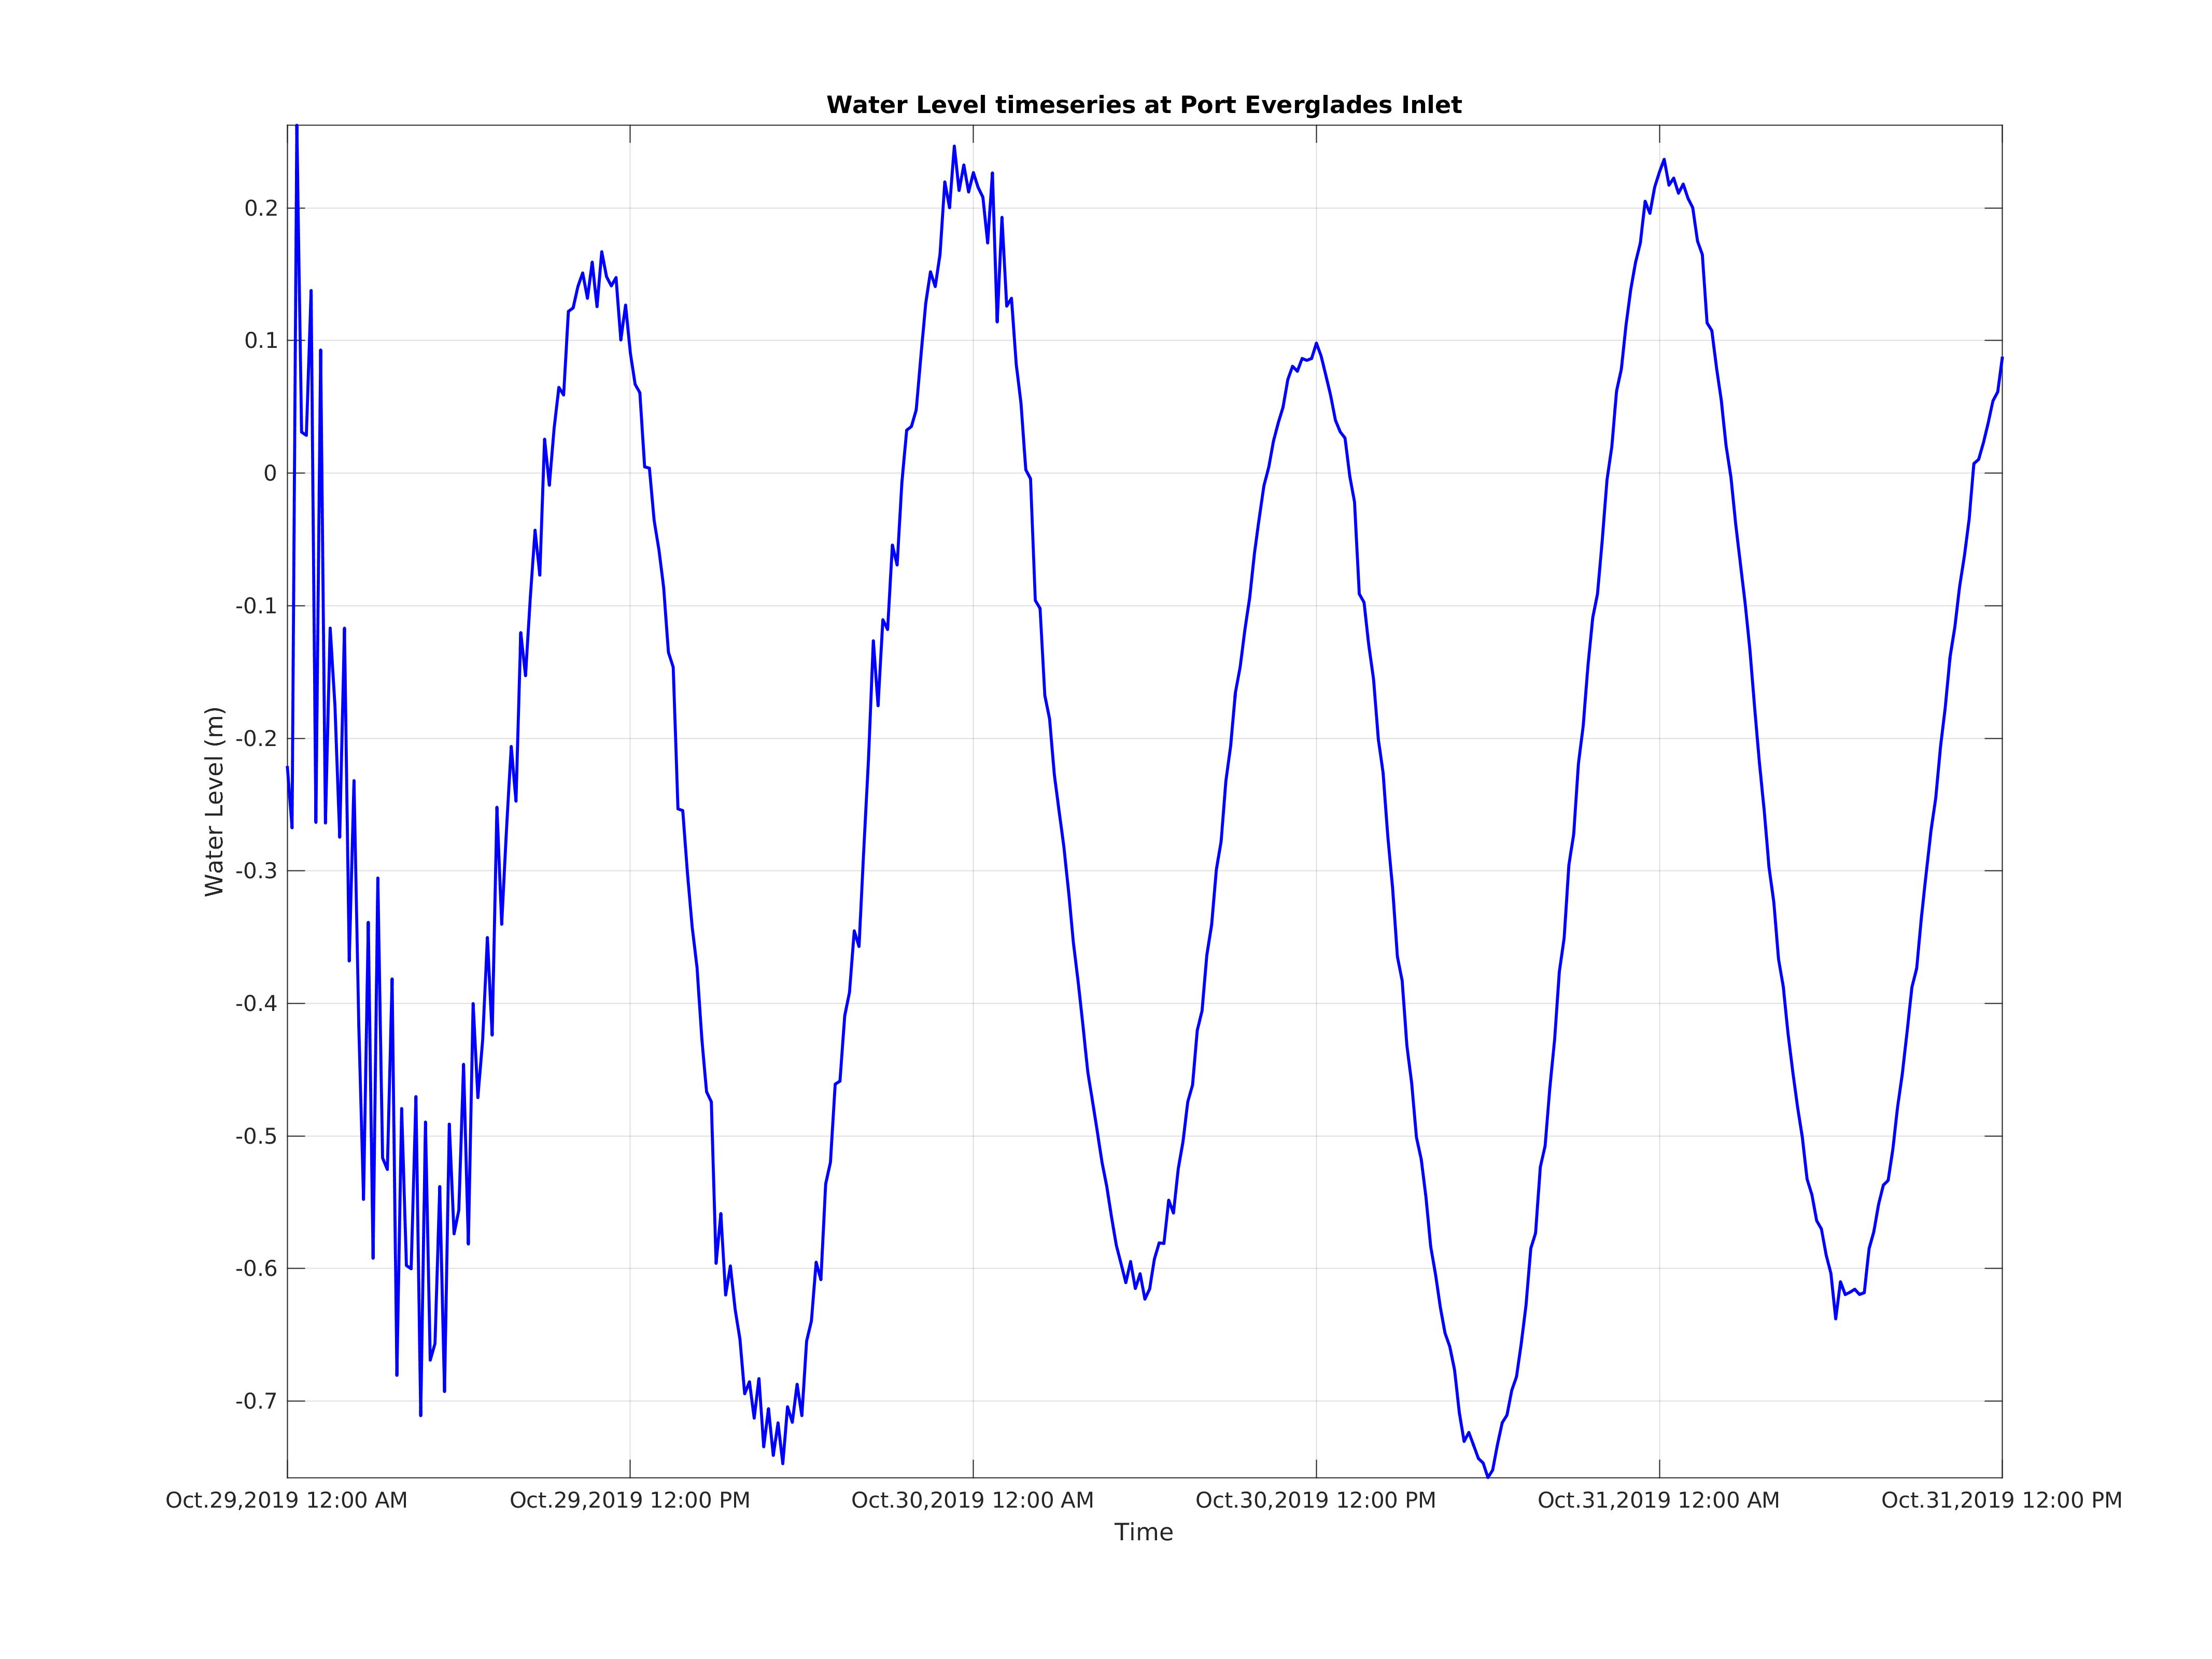 Water Level timeseries at Port Everglades Inlet
0.2
0.1
0
-0.1
-0.2
-0.3
-0.4
-0.5
-0.6
-0.7
Water Level (m)
Oct.29,2019 12:00 AM
Oct.29,2019 12:00 PM
Oct.30,2019 12:00 AM
Oct.30,2019 12:00 PM
Oct.31,2019 12:00 AM
Oct.31,2019 12:00 PM
Time